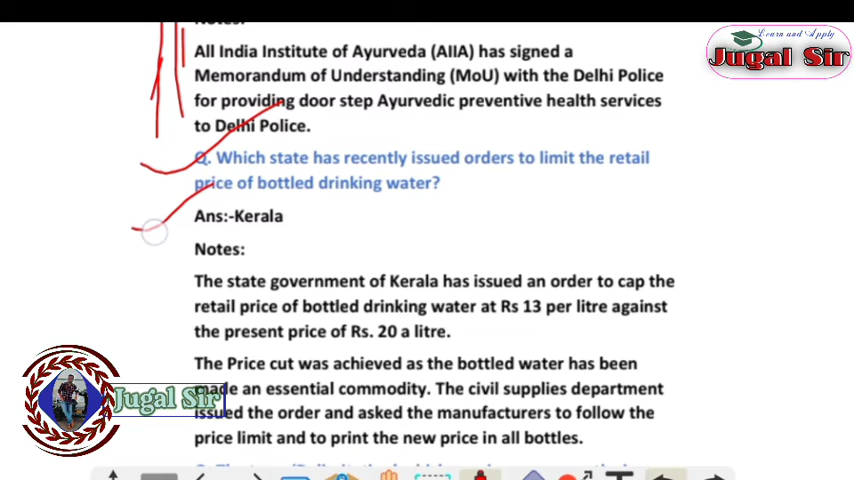 Notes:
Learn and Apply
Jugal Sir
All India Institute of Ayurveda (AIIA) has signed a
Memorandum of Understanding (MoU) with the Delhi Police
for providing door step Ayurvedic preventive health services
to Delhi Police.
Q. Which state has recently issued orders to limit the retail
price of bottled drinking water?
Ans:-Kerala
Notes:
The state government of Kerala has issued an order to cap the
retail price of bottled drinking water at Rs 13 per litre against
the present price of Rs. 20 a litre.
The Price cut was achieved as the bottled water has been
made an essential commodity. The civil supplies department
issued the order and asked the manufacturers to follow the
price limit and to print the new price in all bottles.
Jugal Sir